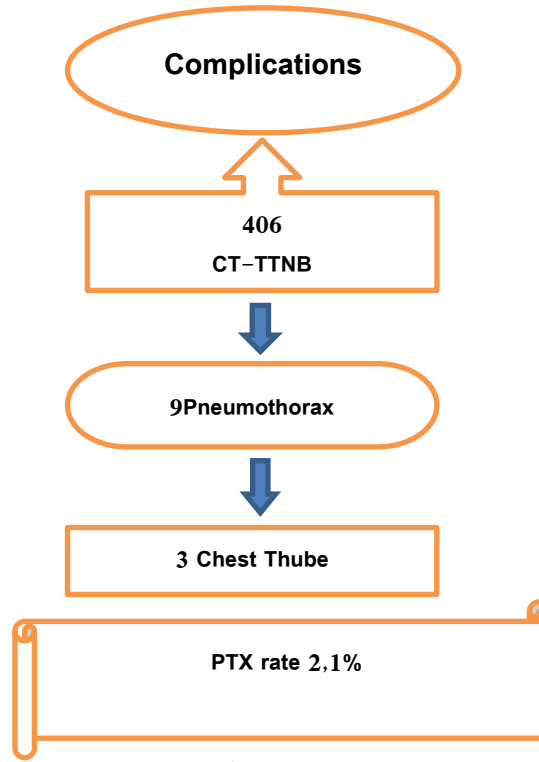 Complications
406
CT-TTNB
9Pneumothorax
3 Chest Thube
PTX rate 2,1%